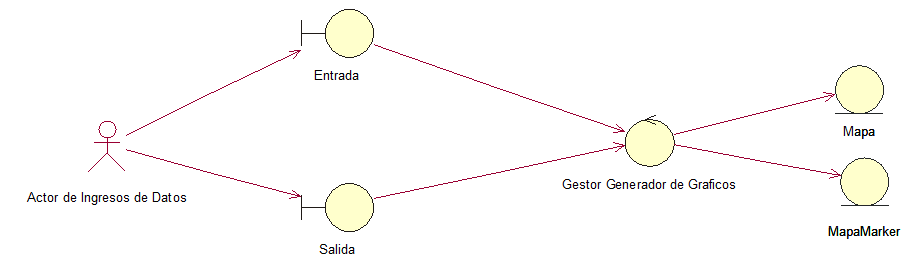 Entrada
Mapa
Gestor Generador de Graficos
Actor de Ingresos de Datos
MapaMarker
Salida